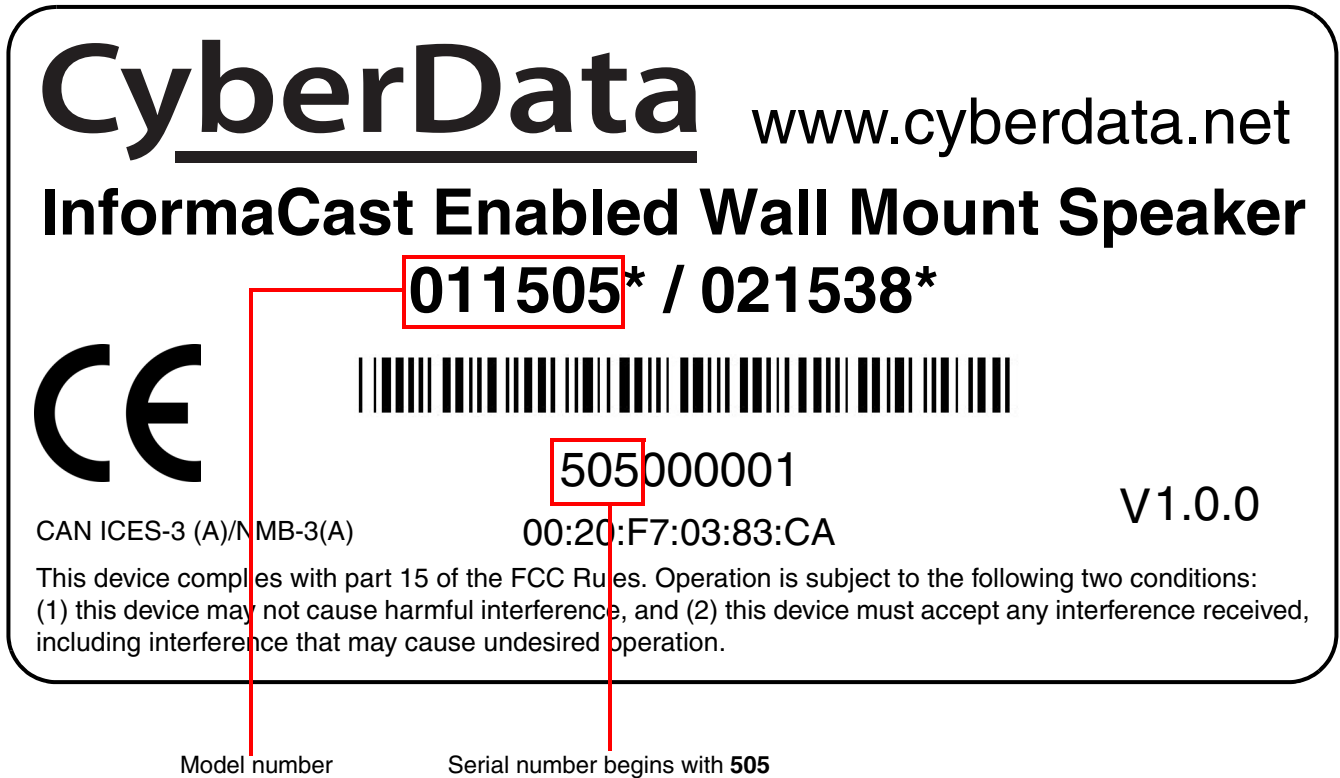 CyberData www.cyberdata.net
InformaCast Enabled Wall Mount Speaker
011505* / 021538*
CE
505000001
V1.0.0
CAN ICES-3 (A)/NMB-3(A) 00:20:F7:03:83:CA
This device complies with part 15 of the FCC Rules. Operation is subject to the following two conditions:
(1) this device may not cause harmful interference, and (2) this device must accept any interference received,
including interference that may cause undesired operation.
Model number Serial number begins with 505